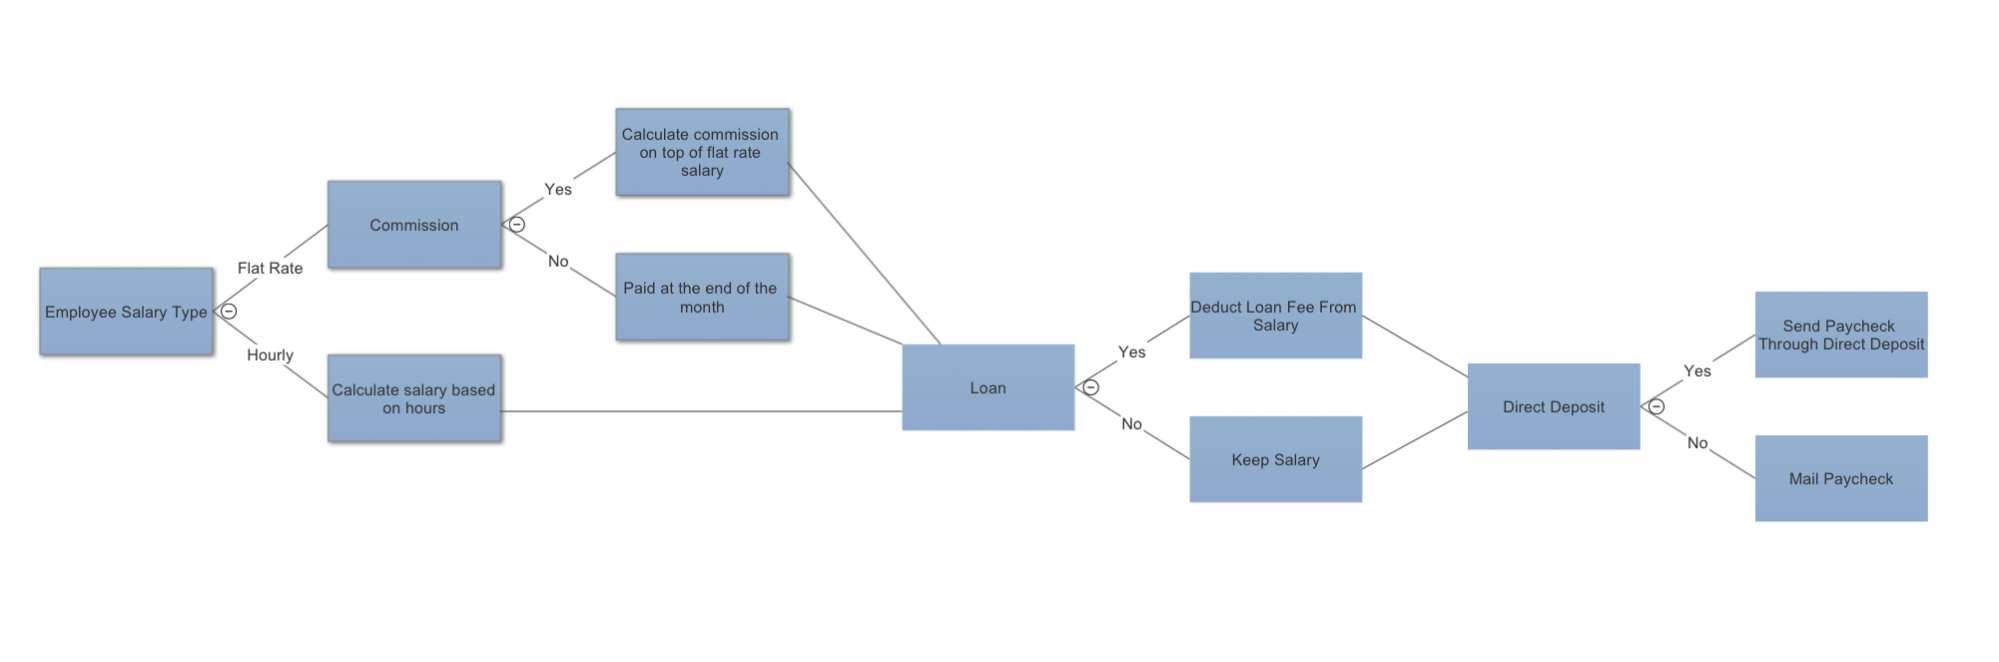 Employee Salary Type
Flat Rate
Hourly
Commission
Calculate salary based
on hours
Yes
No
Calculate commission
on top of flat rate
salary
Paid at the end of the
month
Loan
Yes
No
Deduct Loan Fee From
Salary
Keep Salary
Direct Deposit
Yes
No
Send Paycheck
Through Direct Deposit
Mail Paycheck